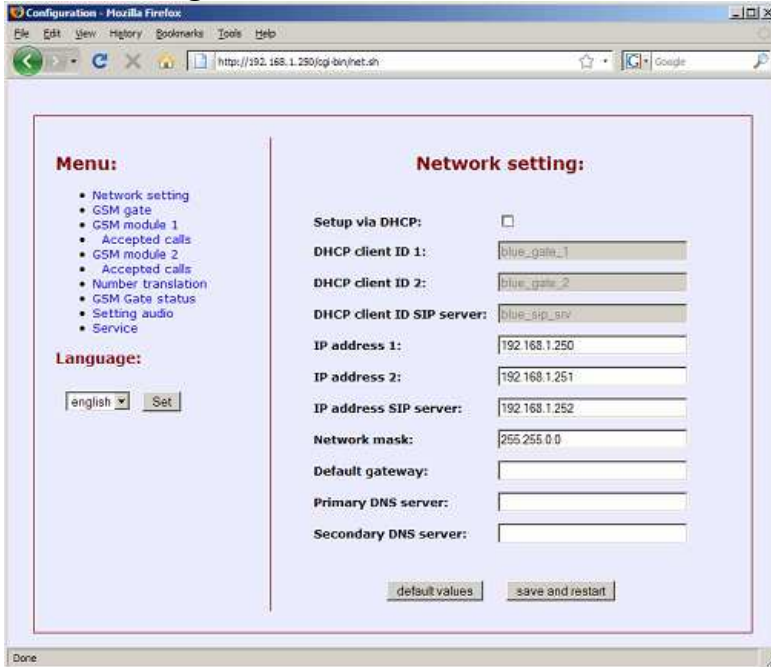 Configuration - Mozilla Firefox
File Edit View History Bookmarks Tools Help
http://192.168.1.250/cgi-bin/net.sh
Google
Menu:
Network setting
GSM gate
GSM module 1
Accepted calls
GSM module 2
Accepted calls
Number translation
GSM Gate status
Setting audio
Service
Language:
english Set
Network setting:
Setup via DHCP:
DHCP client ID 1: blue_gate_1
DHCP client ID 2: blue_gate_2
DHCP client ID SIP server: blue_sip_srv
IP address 1: 192.168.1.250
IP address 2: 192.168.1.251
IP address SIP server: 192.168.1.252
Network mask: 255.255.0.0
Default gateway:
Primary DNS server:
Secondary DNS server:
default values save and restart
Done